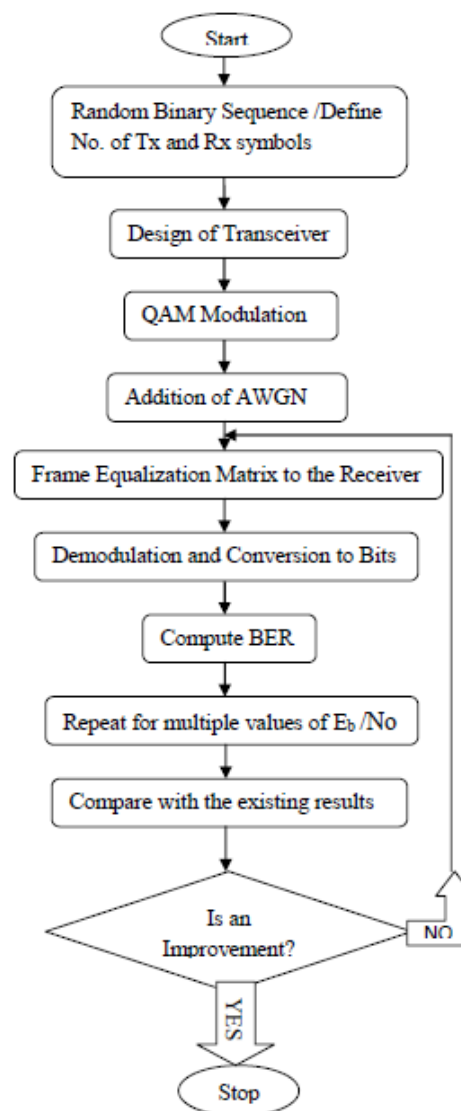 Start
Random Binary Sequence /Define
No. of Tx and Rx symbols
Design of Transceiver
QAM Modulation
Addition of AWGN
Frame Equalization Matrix to the Receiver
Demodulation and Conversion to Bits
Compute BER
Repeat for multiple values of Eb /No
Compare with the existing results
Is an
Improvement?
NO
YES
Stop